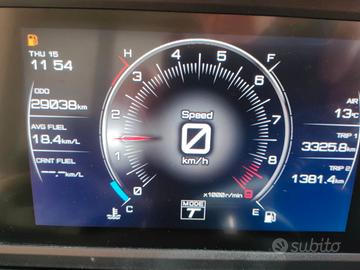 THU 15
11 54
ODO
29038km
AVG FUEL
18.4km/L
CRNT FUEL
--.-km/L
H
C
0
1
2
3
4
5
6
7
8
9
F
E
Speed
0
km/h
x1000r/min
MODE
T
AIR
13°C
TRIP 1
3325.8km
TRIP 2
1381.4km
subito